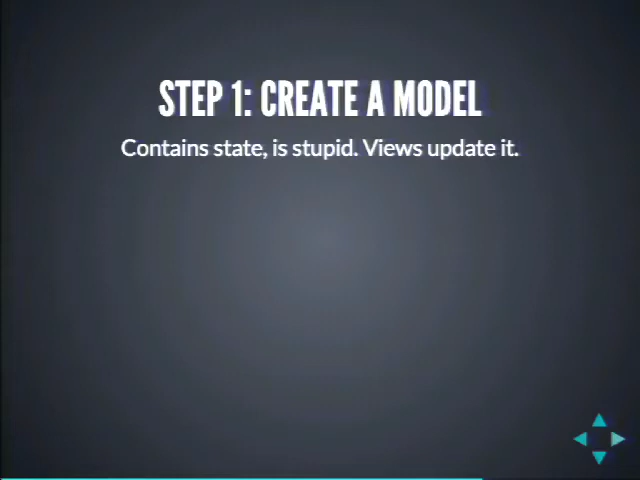 STEP 1: CREATE A MODEL
Contains state, is stupid. Views update it.